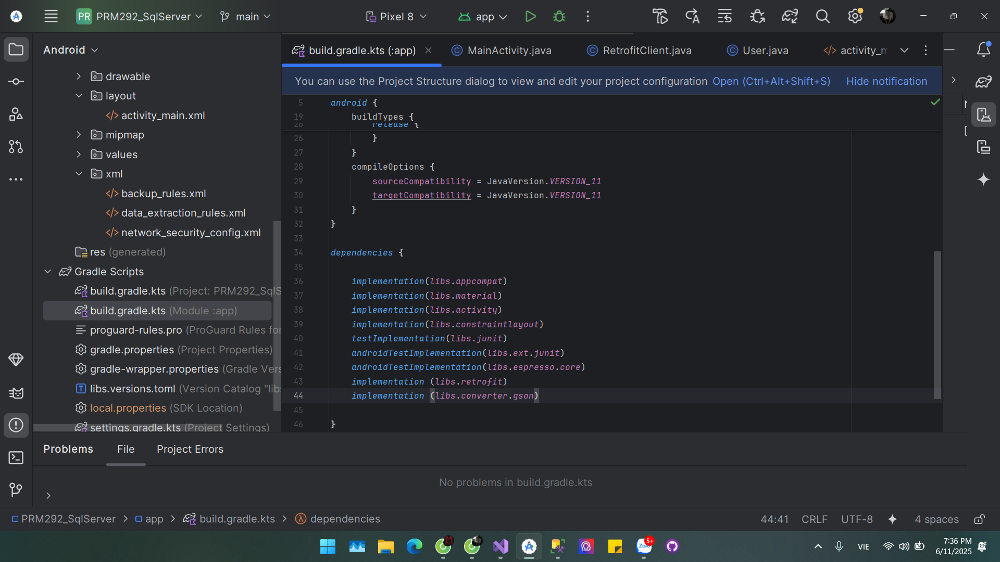 PR PRM292_SqlServer main Pixel 8 app
Android
build.gradle.kts (:app) MainActivity.java RetrofitClient.java User.java activity_m
You can use the Project Structure dialog to view and edit your project configuration Open (Ctrl+Alt+Shift+S) Hide notification
drawable
layout
activity_main.xml
mipmap
values
xml
backup_rules.xml
data_extraction_rules.xml
network_security_config.xml
res (generated)
Gradle Scripts
build.gradle.kts (Project: PRM292_SqlS
build.gradle.kts (Module :app)
proguard-rules.pro (ProGuard Rules for
gradle.properties (Project Properties)
gradle-wrapper.properties (Gradle Vers
libs.versions.toml (Version Catalog "libs
local.properties (SDK Location)
settings.gradle.kts (Project Settings)
5 android {
19 buildTypes {
20 release {
26 }
27 }
28 compileOptions {
29 sourceCompatibility = JavaVersion.VERSION_11
30 targetCompatibility = JavaVersion.VERSION_11
31 }
32 }
33
34 dependencies {
35
36 implementation(libs.appcompat)
37 implementation(libs.material)
38 implementation(libs.activity)
39 implementation(libs.constraintlayout)
40 testImplementation(libs.junit)
41 androidTestImplementation(libs.ext.junit)
42 androidTestImplementation(libs.espresso.core)
43 implementation (libs.retrofit)
44 implementation (libs.converter.gson)
45
46 }
Problems File Project Errors
No problems in build.gradle.kts
PRM292_SqlServer > app > build.gradle.kts > dependencies
44:41 CRLF UTF-8 4 spaces
Zalo 5+
VIE
7:36 PM
6/11/2025